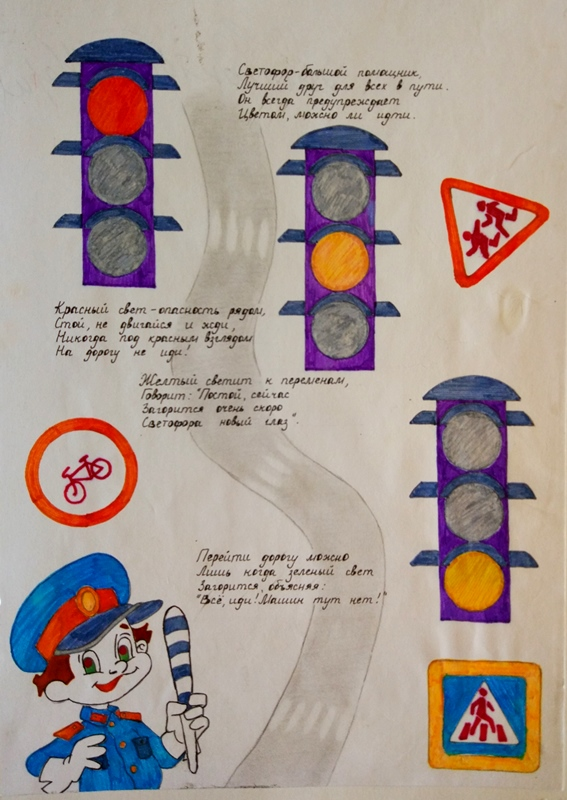 Светофор-большой помощник,
Лучший друг для всех в пути.
Он всегда предупреждает
Цветом, можно ли идти.
Красный свет-опасность рядом,
Стой, не двигайся и жди,
Никогда под красным взглядом
На дорогу не иди!
Желтый светит к переменам,
Говорит: "Постой, сейчас
Загорится очень скоро
Светофора новый глаз".
Перейти дорогу можно
Лишь когда зеленый свет
Загорится, объясняя:
"Всё, иди! Машин тут нет!"